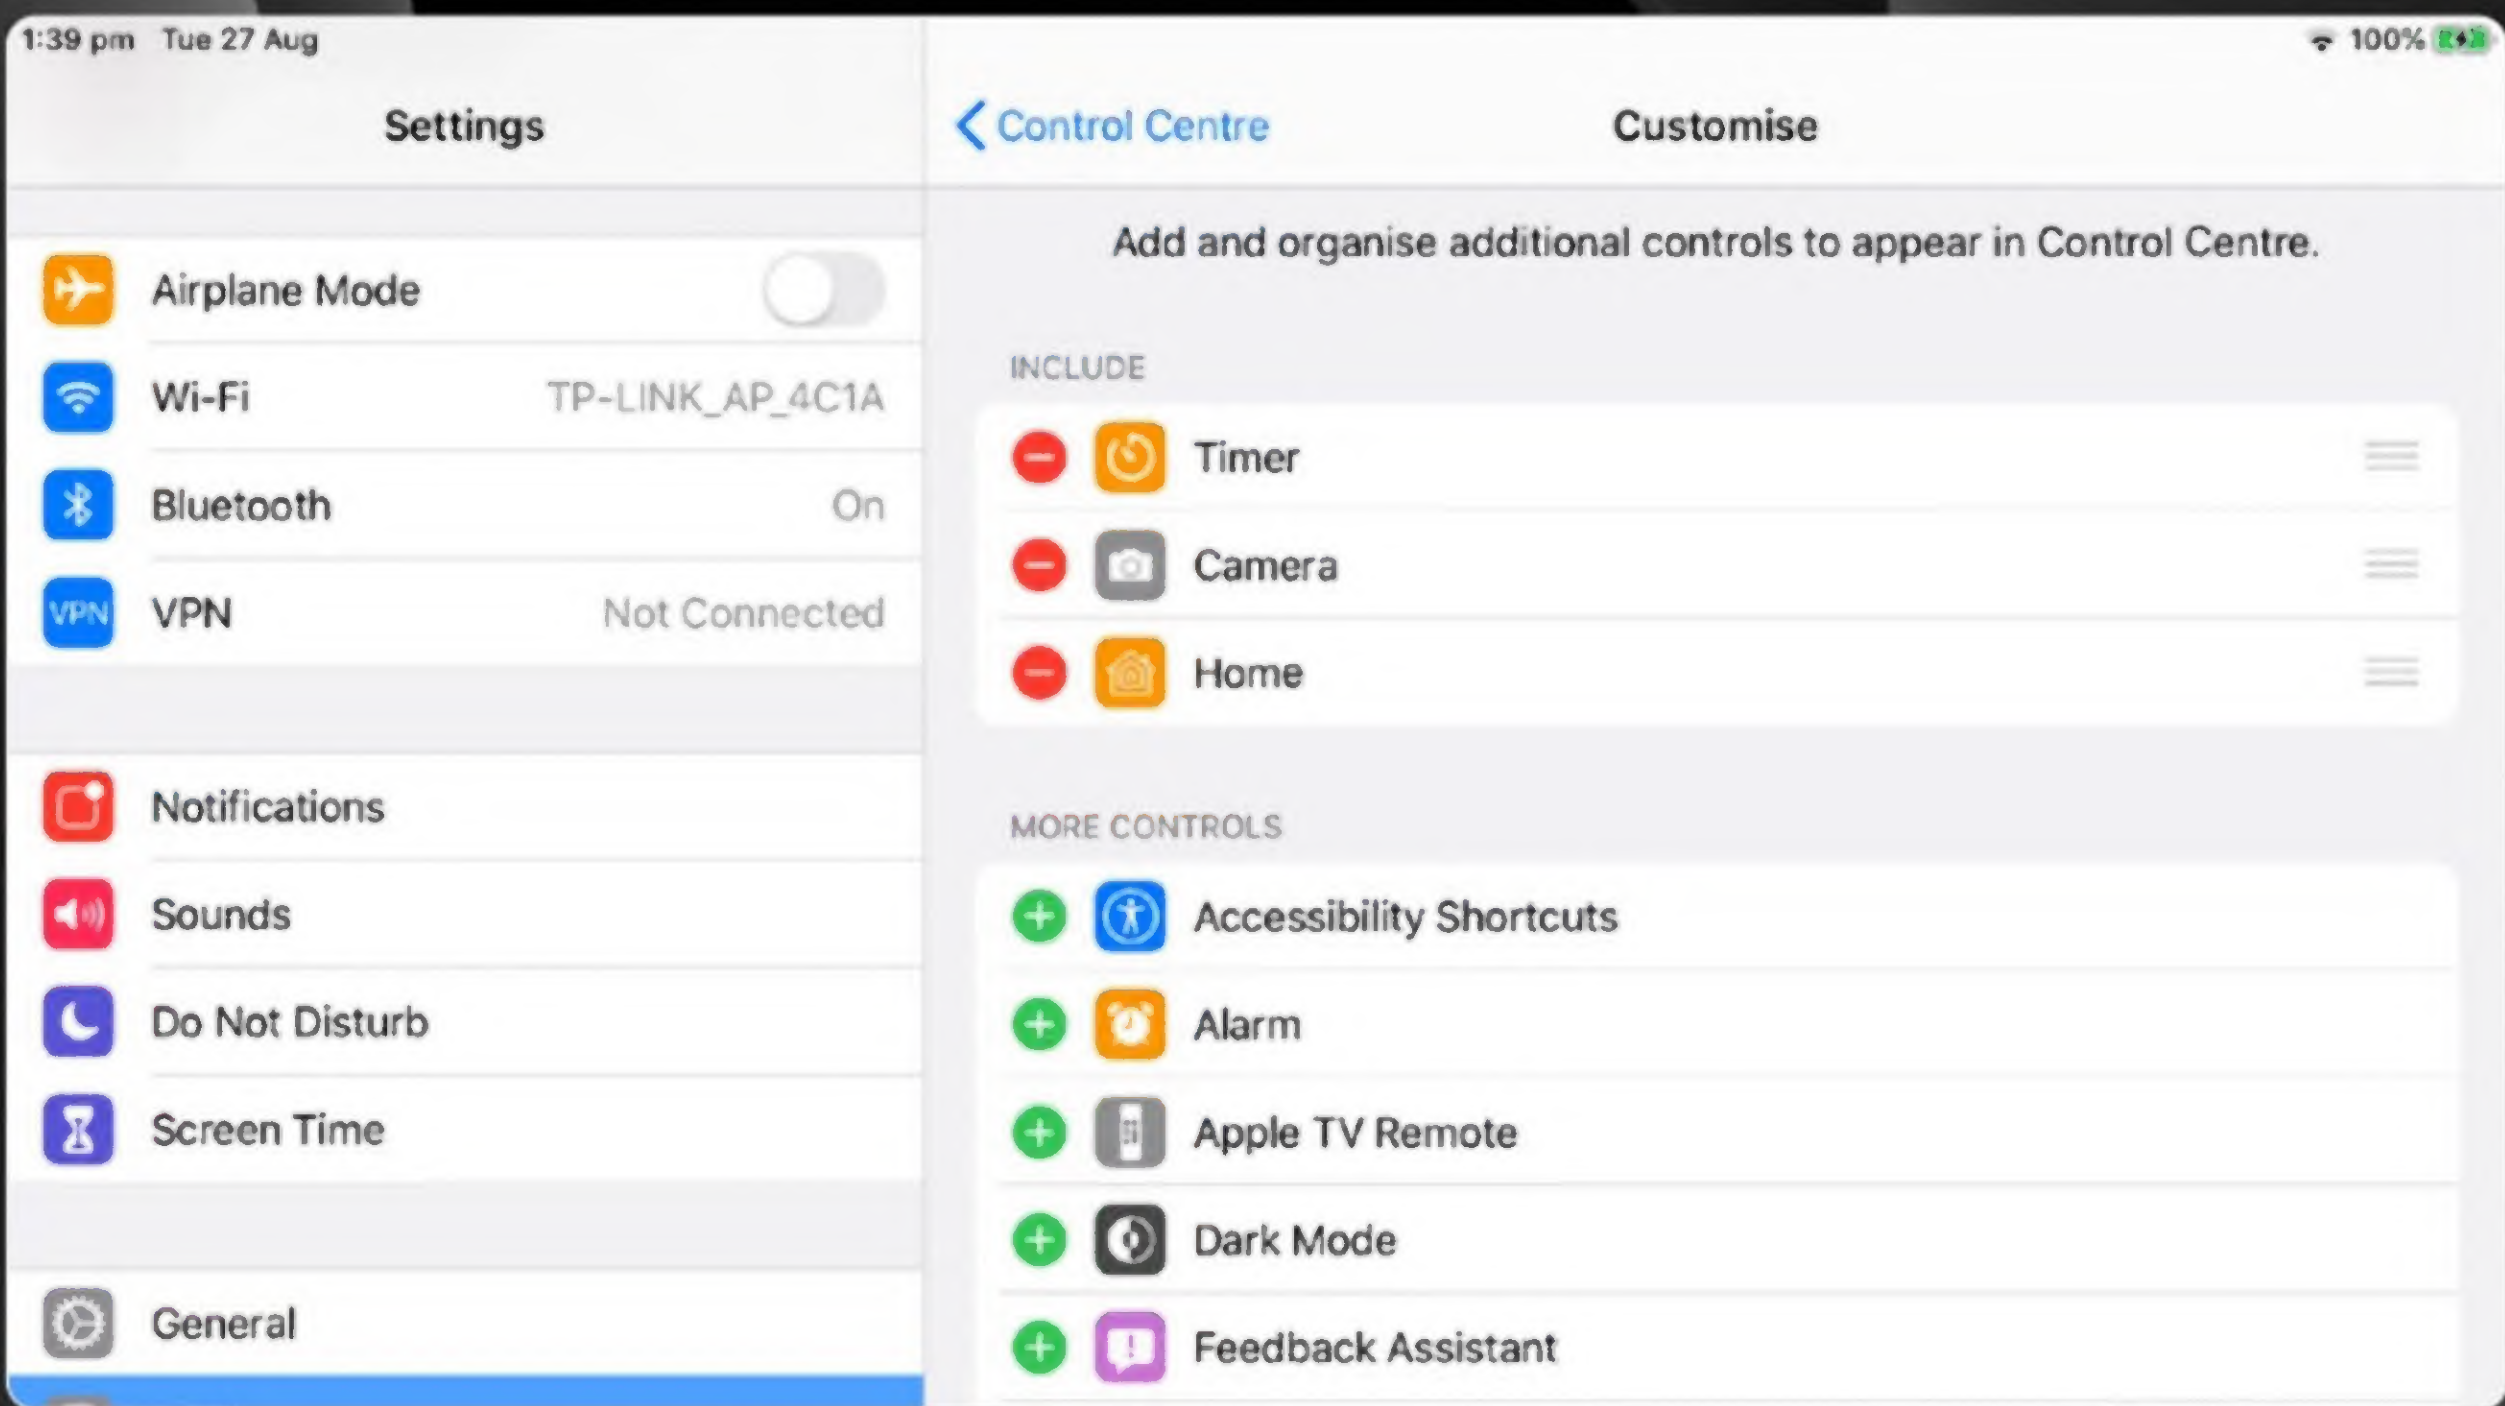 1:39 pm Tue 27 Aug
100%
Settings
Airplane Mode
Wi-Fi TP-LINK_AP_4C1A
Bluetooth On
VPN VPN Not Connected
Notifications
Sounds
Do Not Disturb
Screen Time
General
Control Centre
Customise
Add and organise additional controls to appear in Control Centre.
INCLUDE
Timer
Camera
Home
MORE CONTROLS
Accessibility Shortcuts
Alarm
Apple TV Remote
Dark Mode
Feedback Assistant